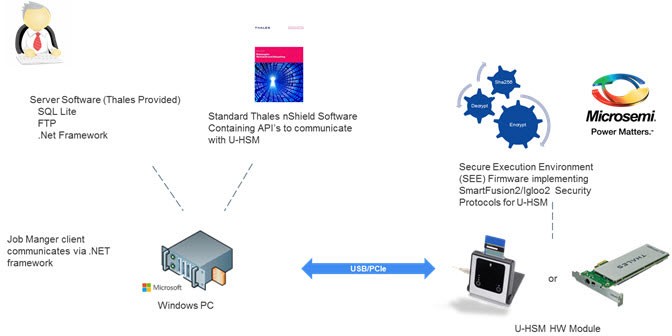 THALES
Server Software (Thales Provided)
SQL Lite
FTP
.Net Framework
Standard Thales nShield Software
Containing API's to communicate
with U-HSM
Sha256
Decrypt
Encrypt
Microsemi
Power Matters.™
Secure Execution Environment
(SEE) Firmware implementing
SmartFusion2/Igloo2 Security
Protocols for U-HSM
Job Manger client
communicates via .NET
framework
Microsoft
Windows PC
USB/PCIe
or
THALES
U-HSM HW Module